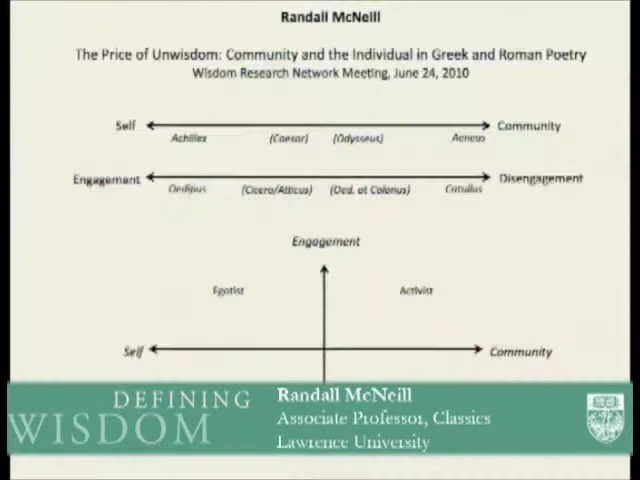 Randall McNeill
The Price of Unwisdom: Community and the Individual in Greek and Roman Poetry
Wisdom Research Network Meeting, June 24, 2010
Self Community
Achilles (Caesar) (Odysseus) Aeneas
Engagement Disengagement
Oedipus (Cicero/Atticus) (Oed. at Colonus) Catullus
Engagement
Egotist Activist
Self Community
DEFINING
WISDOM
Randall McNeill
Associate Professor, Classics
Lawrence University